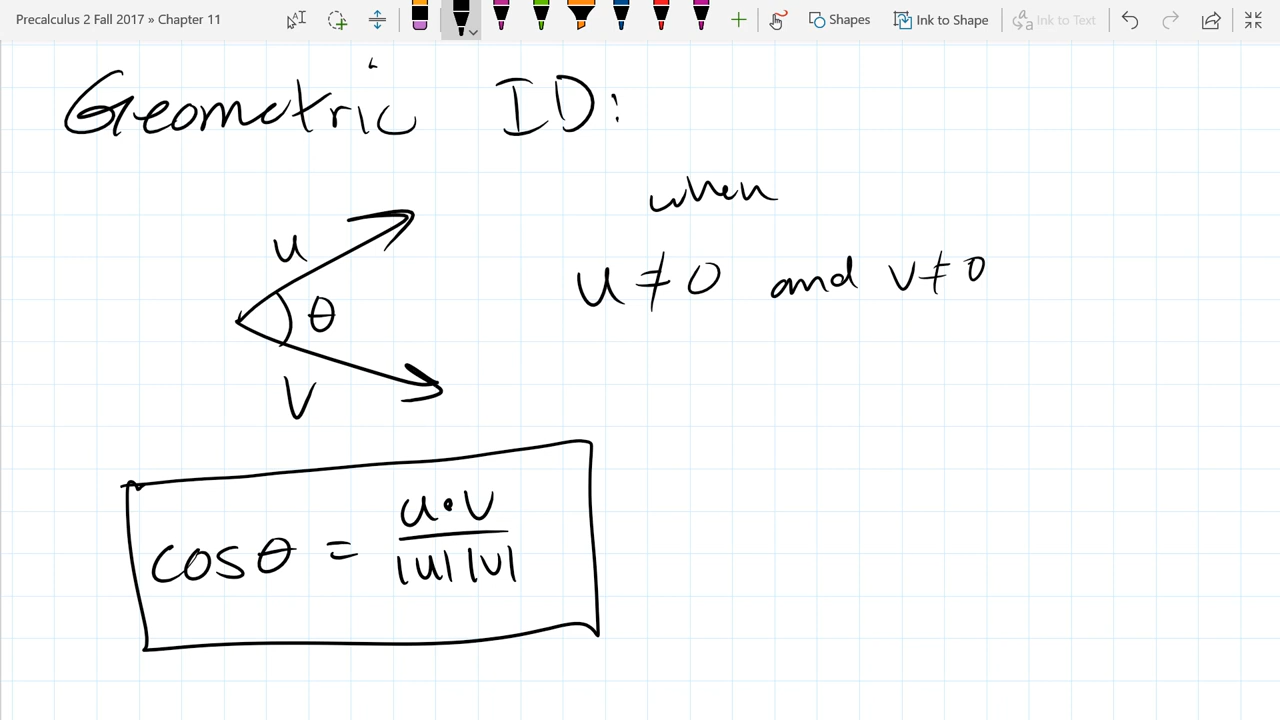 Precalculus 2 Fall 2017 » Chapter 11
Shapes
Ink to Shape
Ink to Text
Geometric ID:
when
u ≠ 0 and v ≠ 0
u
θ
v
cos θ = u • v / |u| |v|